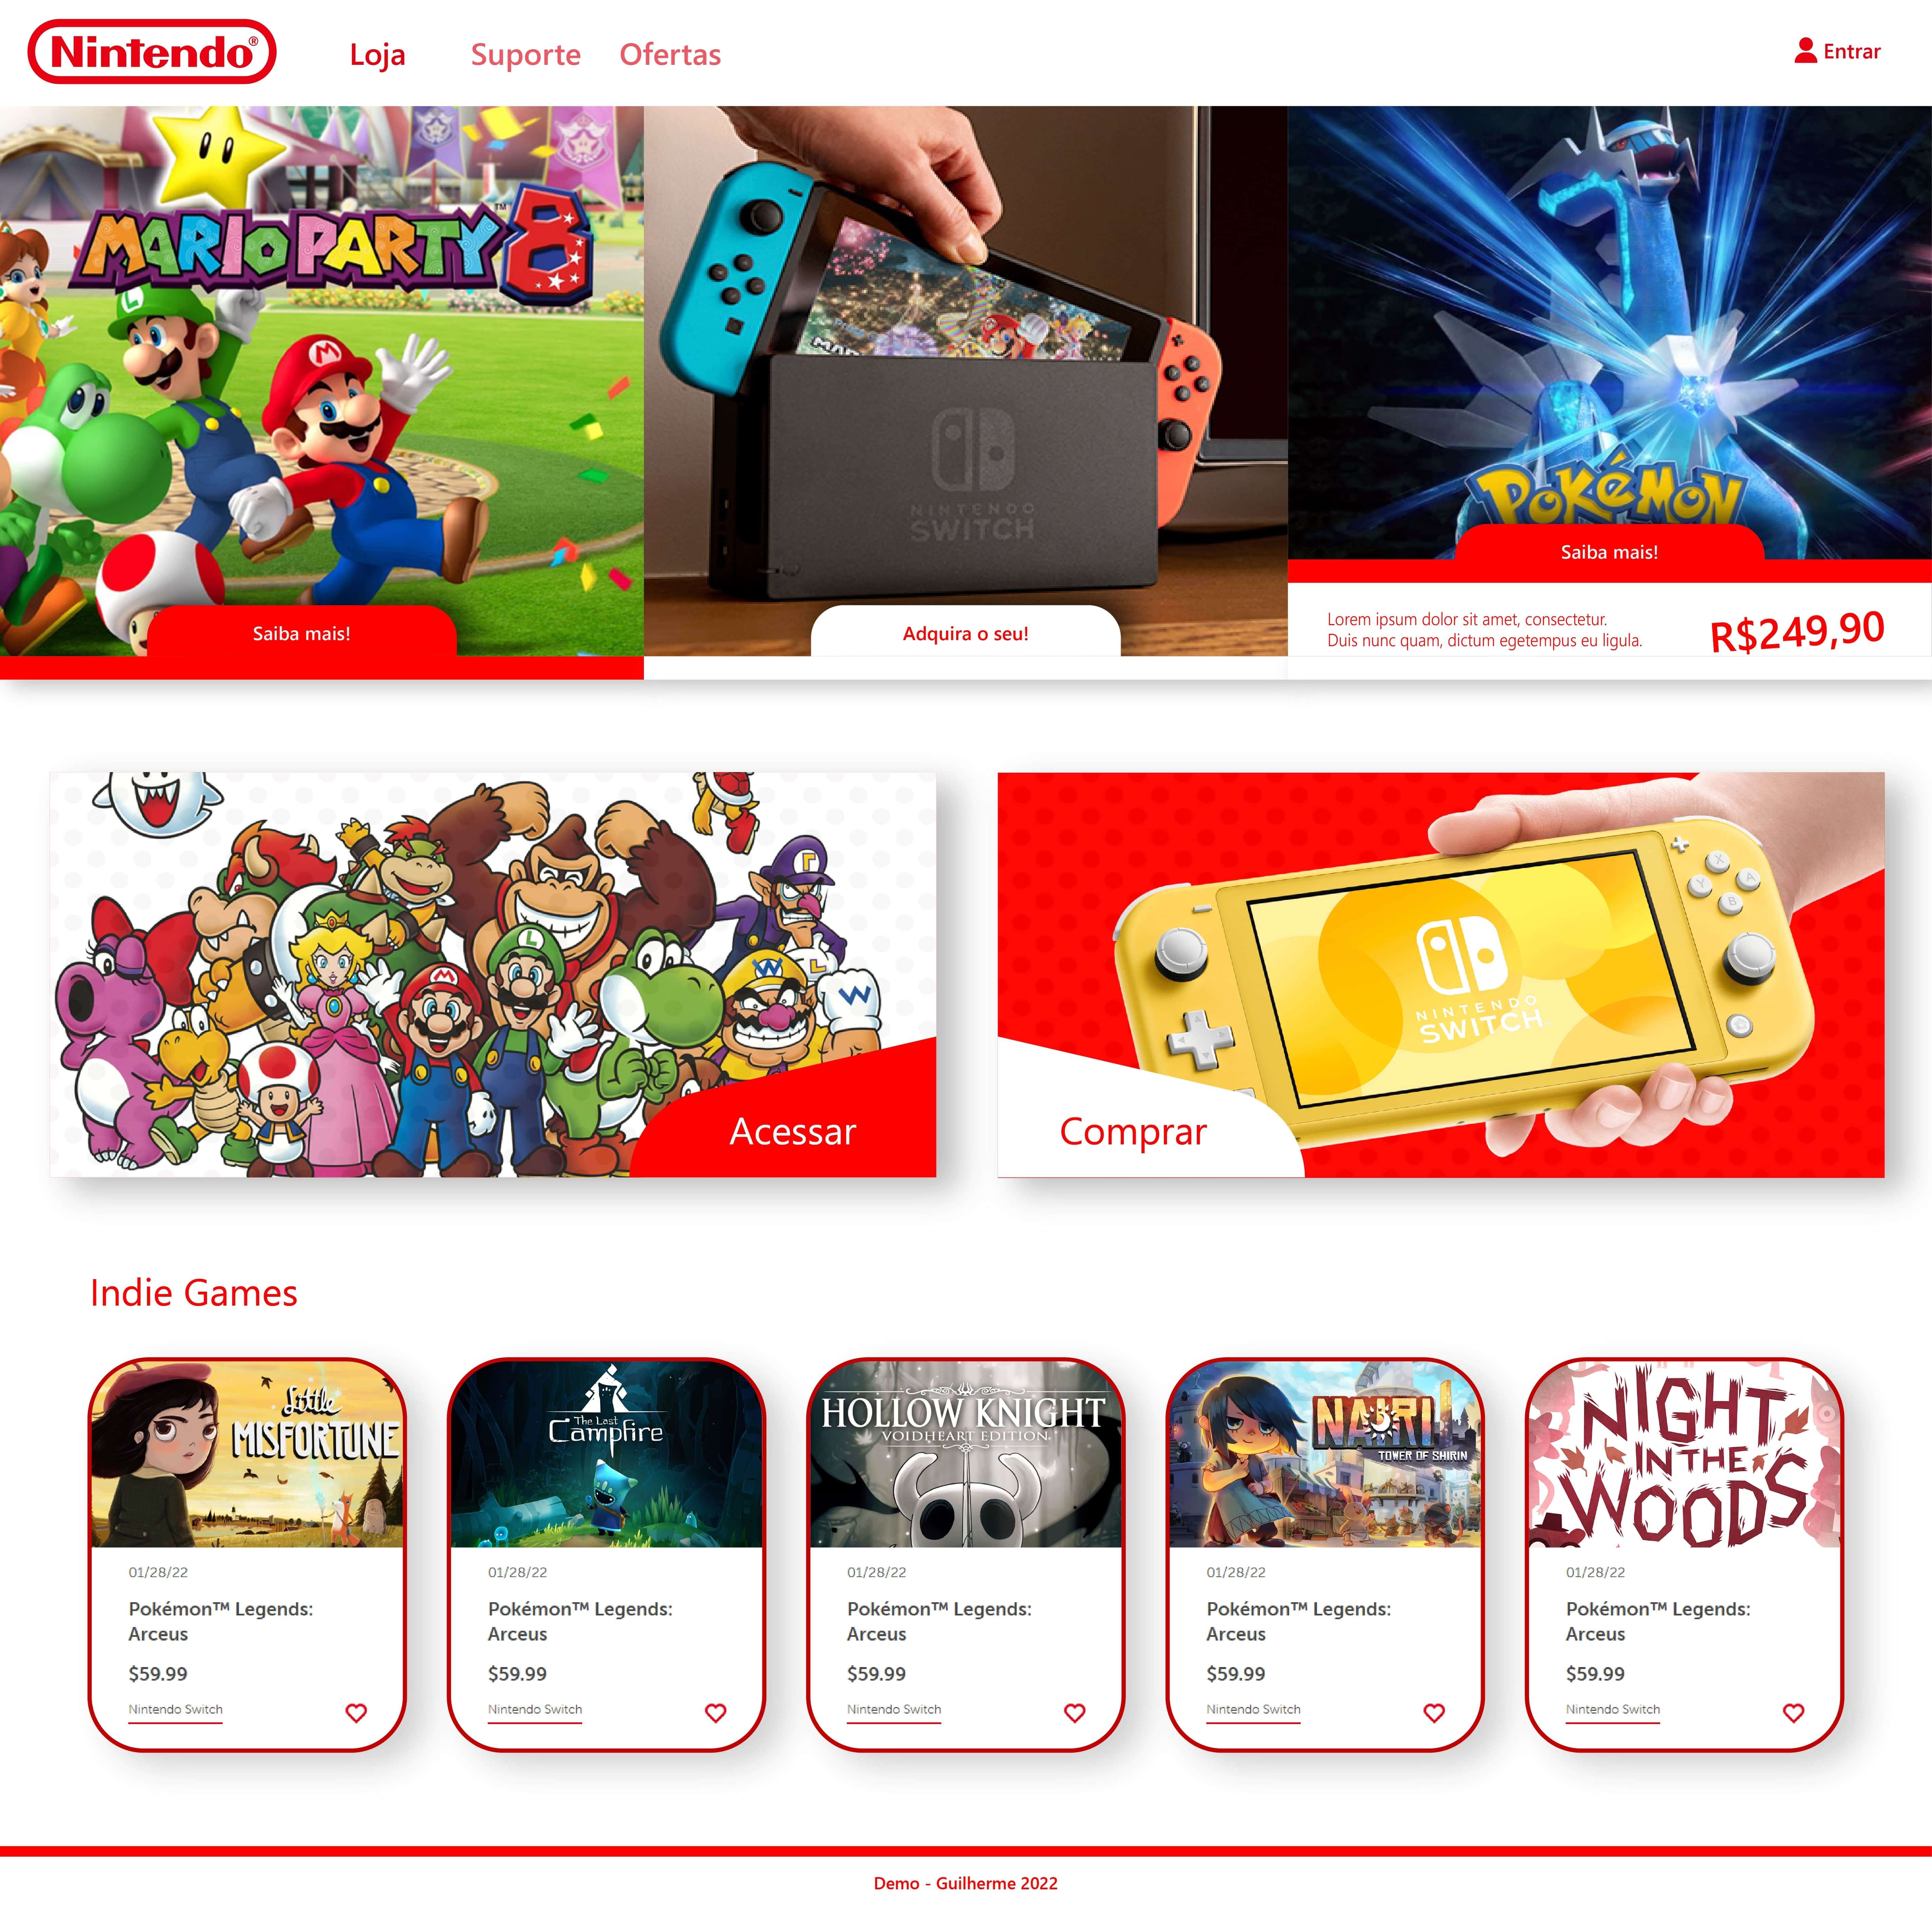 Nintendo®
Loja
Suporte
Ofertas
Entrar
MARIO PARTY 8™
Saiba mais!
NINTENDO
SWITCH
Adquira o seu!
POKéMON
Saiba mais!
Lorem ipsum dolor sit amet, consectetur.
Duis nunc quam, dictum egetempus eu ligula.
R$249,90
Acessar
NINTENDO
SWITCH
Comprar
Indie Games
Little
MISFORTUNE
01/28/22
Pokémon™ Legends:
Arceus
$59.99
Nintendo Switch
The Last
Campfire
01/28/22
Pokémon™ Legends:
Arceus
$59.99
Nintendo Switch
HOLLOW KNIGHT
VOIDHEART EDITION
01/28/22
Pokémon™ Legends:
Arceus
$59.99
Nintendo Switch
NAIRI
TOWER OF SHIRIN
01/28/22
Pokémon™ Legends:
Arceus
$59.99
Nintendo Switch
NIGHT
IN THE
WOODS
01/28/22
Pokémon™ Legends:
Arceus
$59.99
Nintendo Switch
Demo - Guilherme 2022